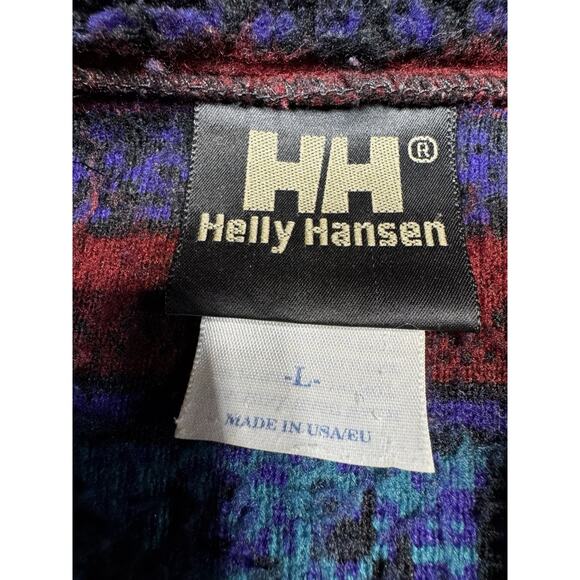 HH®
Helly Hansen
-L-
MADE IN USA/EU